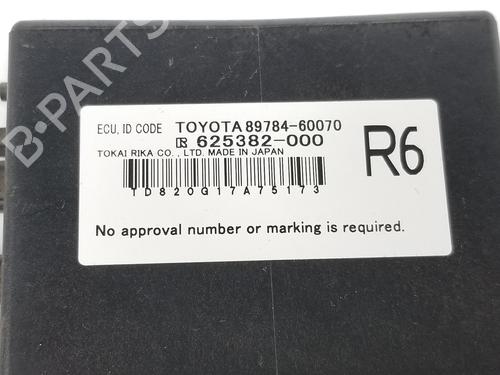 B-PARTS
ECU, ID CODE TOYOTA 89784-60070
R 625382-000
TOKAI RIKA CO., LTD. MADE IN JAPAN
R6
TD820G17A75173
No approval number or marking is required.